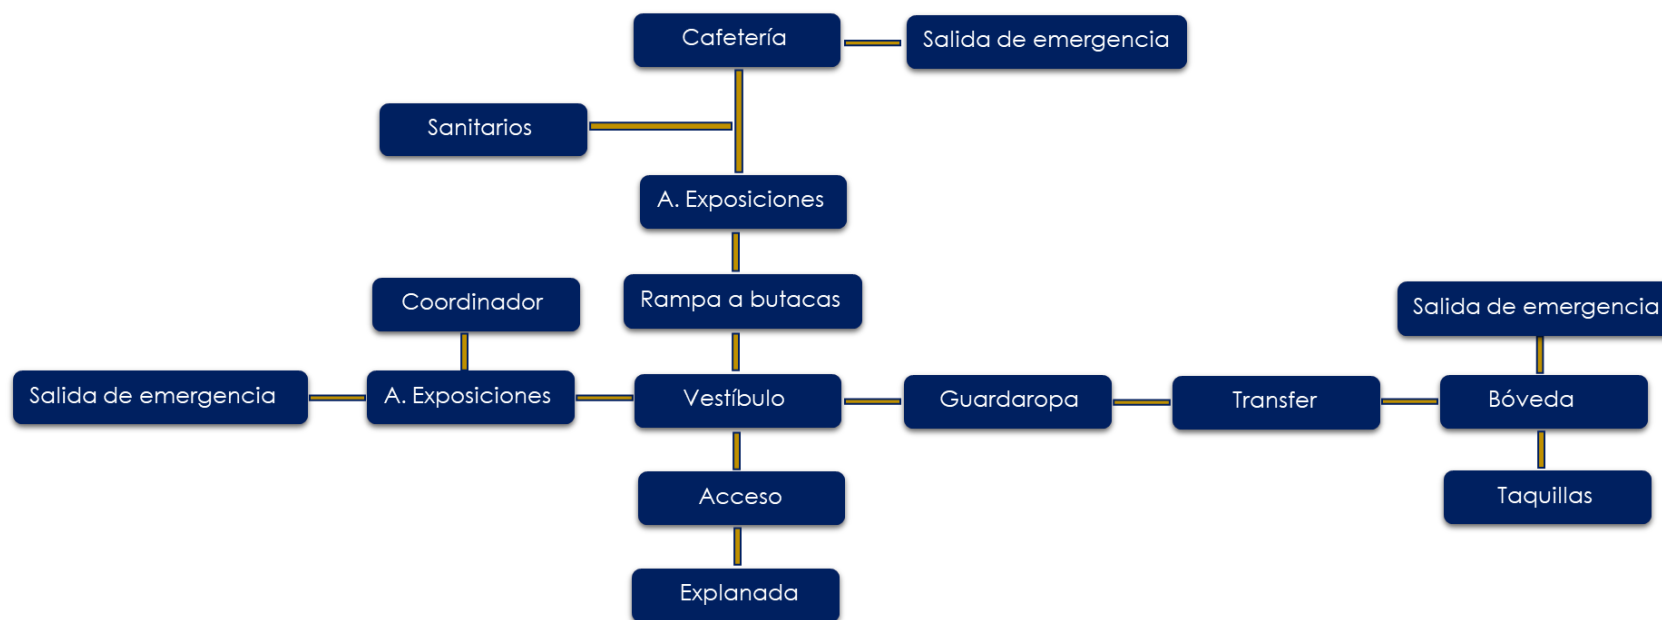 Cafetería
Salida de emergencia
Sanitarios
A. Exposiciones
Coordinador
Rampa a butacas
Salida de emergencia
Salida de emergencia
A. Exposiciones
Vestíbulo
Guardaropa
Transfer
Bóveda
Acceso
Taquillas
Explanada